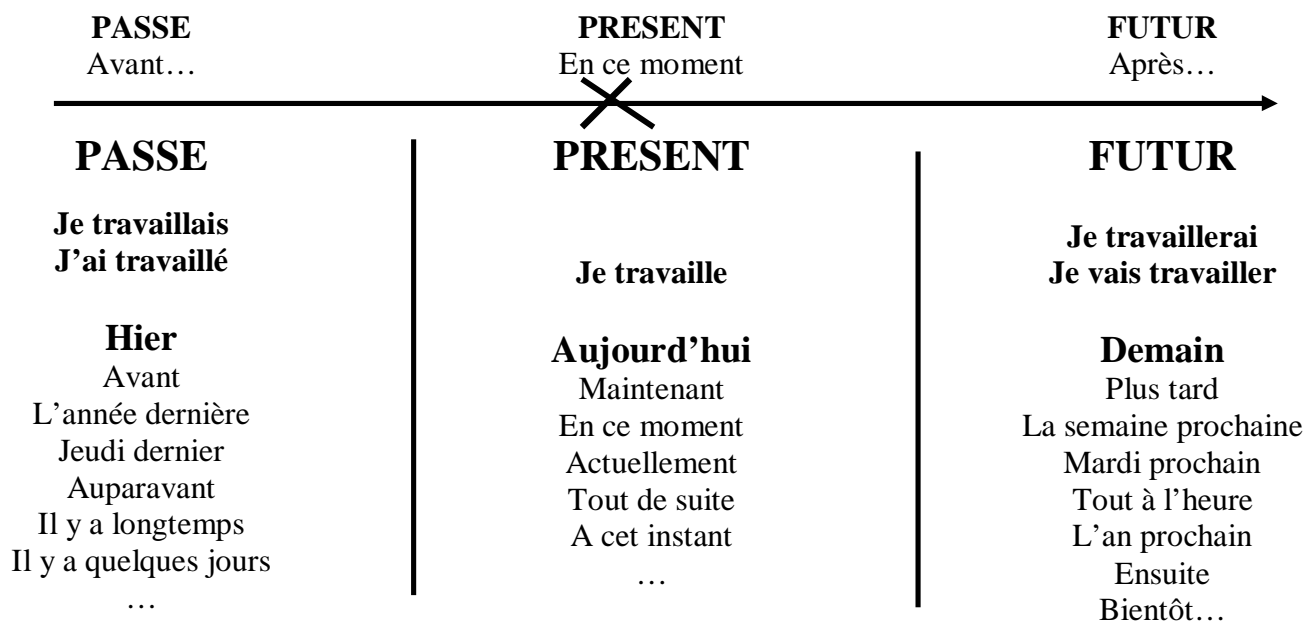 PASSE
Avant…
PRESENT
En ce moment
FUTUR
Après…
PASSE
Je travaillais
J’ai travaillé
Hier
Avant
L’année dernière
Jeudi dernier
Auparavant
Il y a longtemps
Il y a quelques jours
…
PRESENT
Je travaille
Aujourd’hui
Maintenant
En ce moment
Actuellement
Tout de suite
A cet instant
…
FUTUR
Je travaillerai
Je vais travailler
Demain
Plus tard
La semaine prochaine
Mardi prochain
Tout à l’heure
L’an prochain
Ensuite
Bientôt…